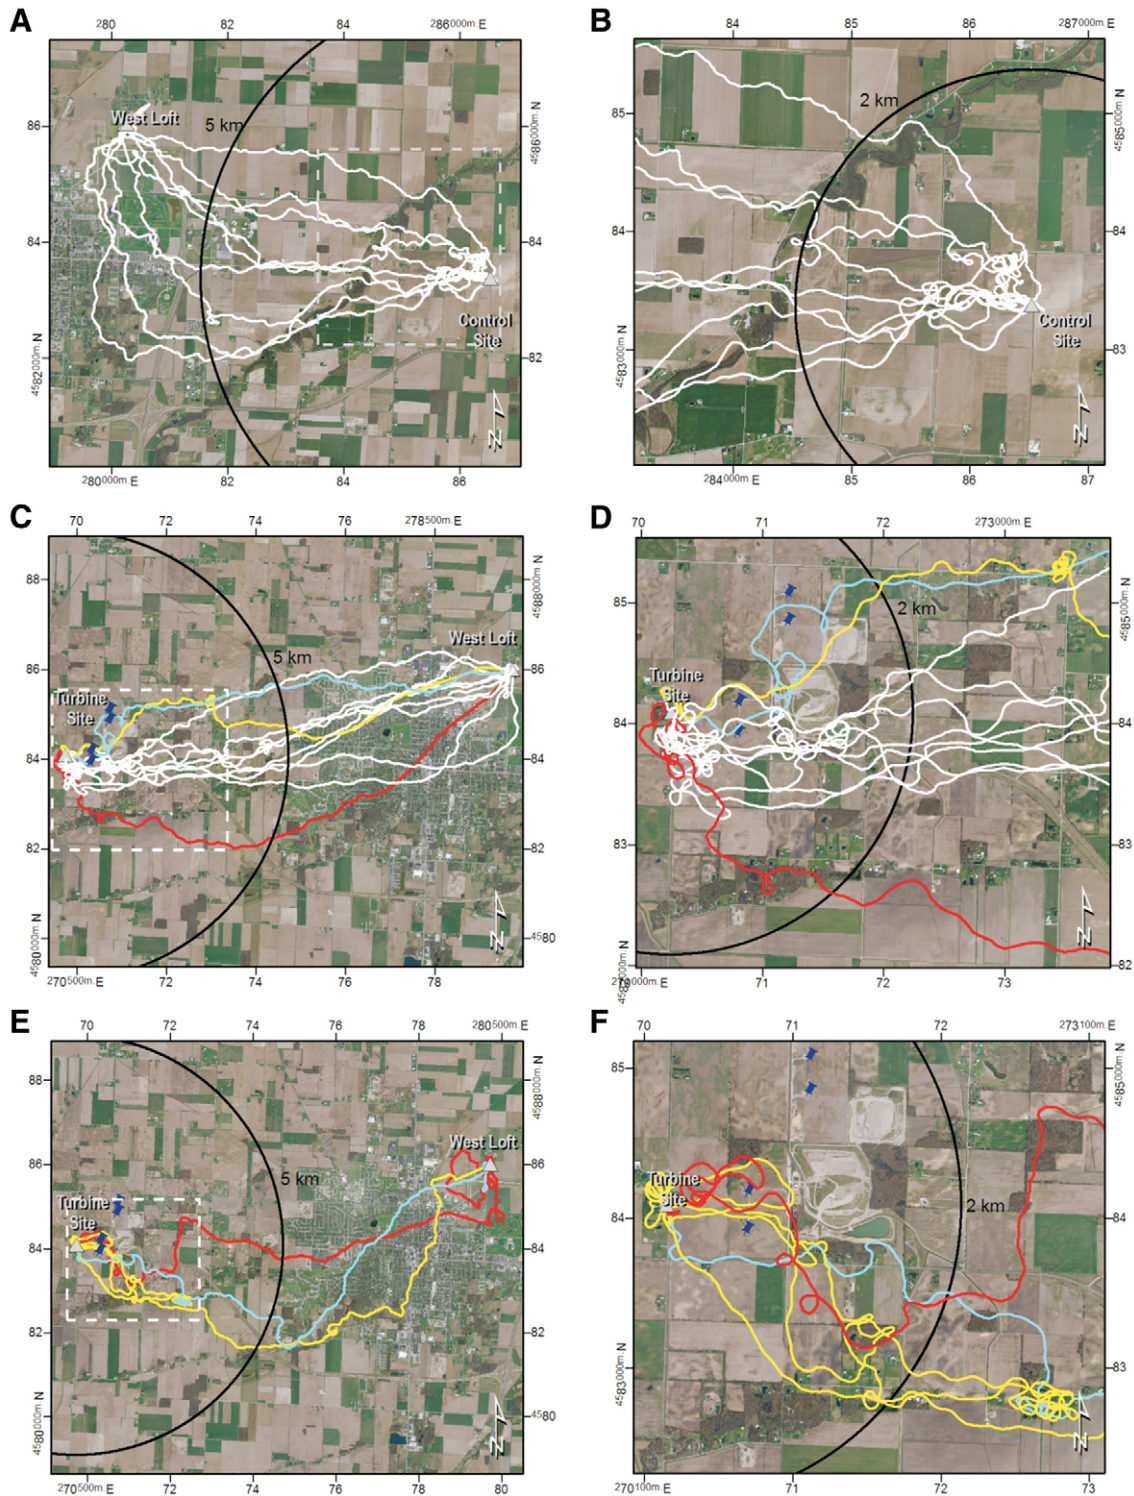 A
280 82 84 286000m. E
86
4586000m. N
West Loft
5 km
84
84
Control
Site
4582000m. N
82
N
280000m. E 82 84 86
B
84 85 86 287000m. E
85
4585000m. N
2 km
84
84
Control
Site
4583000m. N
83
N
284000m. E 85 86 87
C
70 72 74 76 278500m. E
88
4588000m. N
West Loft
86
86
5 km
Turbine
Site
84
84
82
82
4580000m. N
N
4580
270500m. E 72 74 76 78
D
70 71 72 273000m. E
85
4585000m. N
2 km
Turbine
Site
84
84
83
83
N
82
000m. E 71 72 73
E
70 72 74 76 78 280500m. E
88
4588000m. N
West Loft
86
86
5 km
Turbine
Site
84
84
82
82
4580000m. N
N
4580
270500m. E 72 74 76 78 80
F
70 71 72 273100m. E
85
4585000m. N
Turbine
Site
2 km
84
84
4583000m. N
83
N
270100m. E 71 72 73